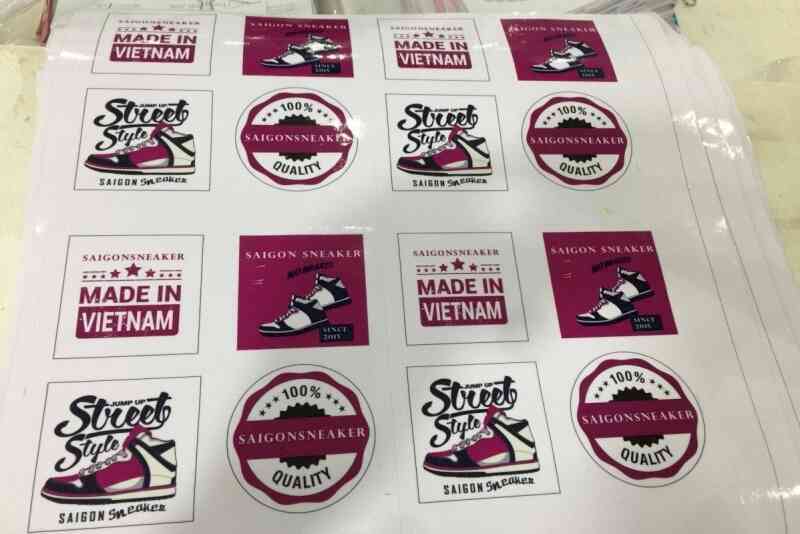 SAIGONSNEAKER
MADE IN
VIETNAM
SAIGON SNEAKER
SINCE
2015
SAIGONSNEAKER
MADE IN
VIETNAM
SAIGON SNEAKER
SINCE
2015
JUMP UP
Street
Style
SAIGON Sneaker
100%
SAIGONSNEAKER
QUALITY
JUMP UP
Street
Style
SAIGON Sneaker
100%
SAIGONSNEAKER
QUALITY
SAIGONSNEAKER
MADE IN
VIETNAM
SAIGON SNEAKER
SINCE
2015
SAIGONSNEAKER
MADE IN
VIETNAM
SAIGON SNEAKER
SINCE
2015
JUMP UP
Street
Style
SAIGON Sneaker
100%
SAIGONSNEAKER
QUALITY
JUMP UP
Street
Style
SAIGON Sneaker
100%
SAIGONSNEAKER
QUALITY